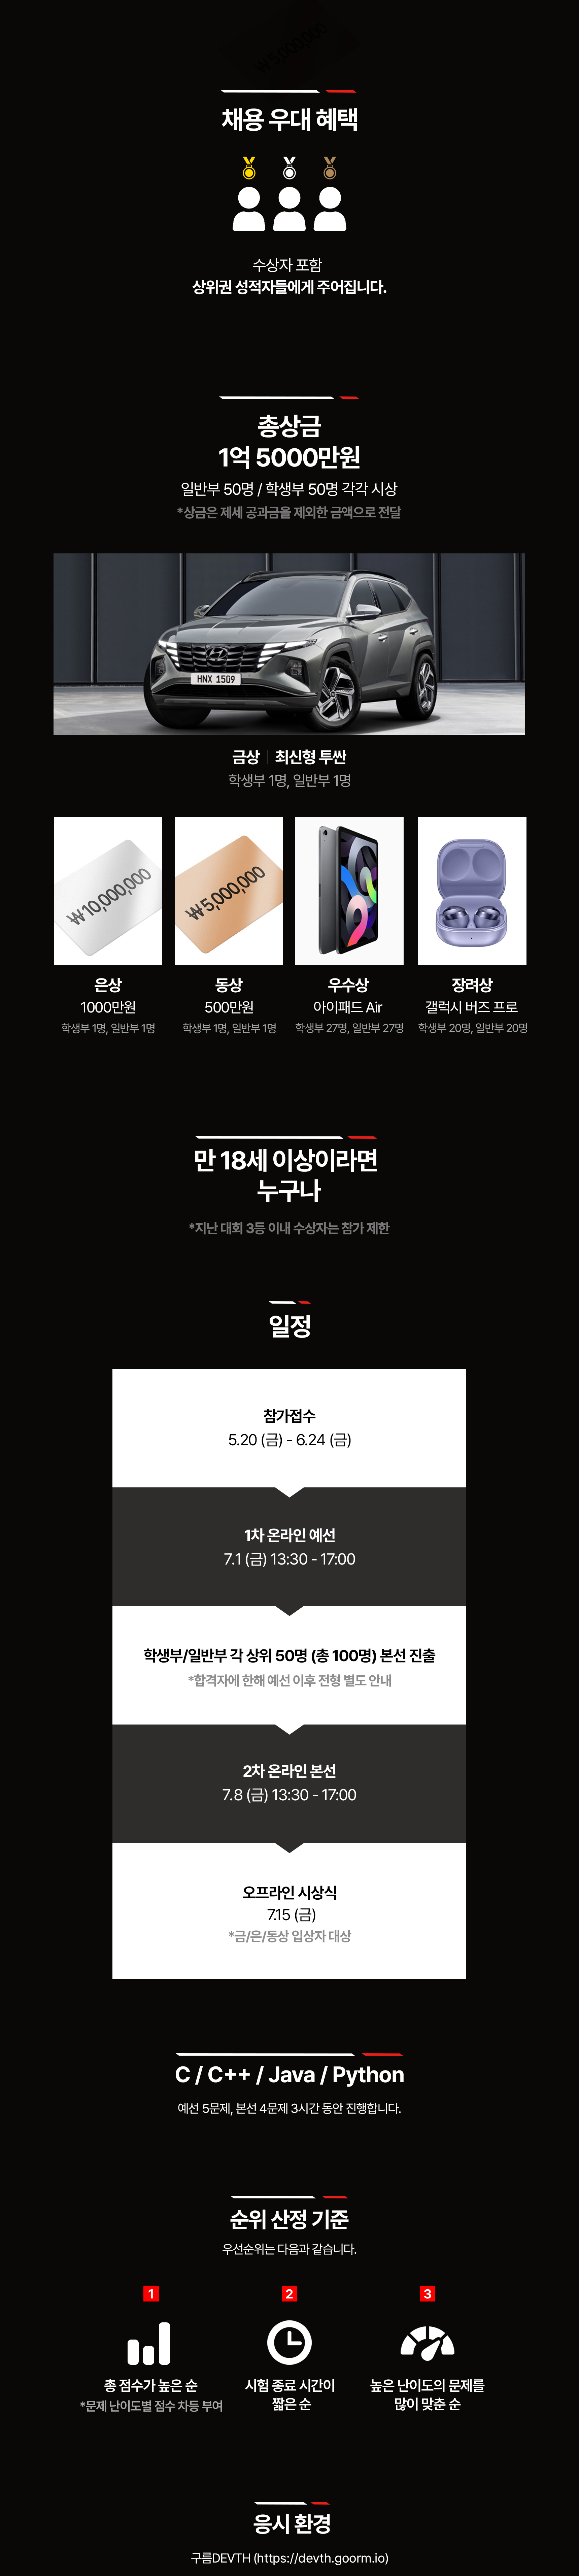 ₩5,000,000
채용 우대 혜택
수상자 포함
상위권 성적자들에게 주어집니다.
총상금
1억 5000만원
일반부 50명 / 학생부 50명 각각 시상
*상금은 제세 공과금을 제외한 금액으로 전달
HNX 1509
금상 | 최신형 투싼
학생부 1명, 일반부 1명
₩10,000,000
₩5,000,000
은상
1000만원
학생부 1명, 일반부 1명
동상
500만원
학생부 1명, 일반부 1명
우수상
아이패드 Air
학생부 27명, 일반부 27명
장려상
갤럭시 버즈 프로
학생부 20명, 일반부 20명
만 18세 이상이라면
누구나
*지난 대회 3등 이내 수상자는 참가 제한
일정
참가접수
5.20 (금) - 6.24 (금)
1차 온라인 예선
7.1 (금) 13:30 - 17:00
학생부/일반부 각 상위 50명 (총 100명) 본선 진출
*합격자에 한해 예선 이후 전형 별도 안내
2차 온라인 본선
7.8 (금) 13:30 - 17:00
오프라인 시상식
7.15 (금)
*금/은/동상 입상자 대상
C / C++ / Java / Python
예선 5문제, 본선 4문제 3시간 동안 진행합니다.
순위 산정 기준
우선순위는 다음과 같습니다.
1
총 점수가 높은 순
*문제 난이도별 점수 차등 부여
2
시험 종료 시간이
짧은 순
3
높은 난이도의 문제를
많이 맞춘 순
응시 환경
구름DEVTH (https://devth.goorm.io)